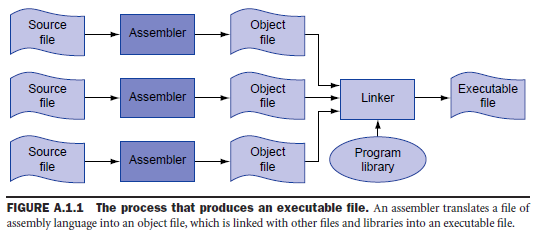 Source
file
Assembler
Object
file
Source
file
Assembler
Object
file
Linker
Executable
file
Source
file
Assembler
Object
file
Program
library
FIGURE A.1.1 The process that produces an executable file. An assembler translates a file of
assembly language into an object file, which is linked with other files and libraries into an executable file.